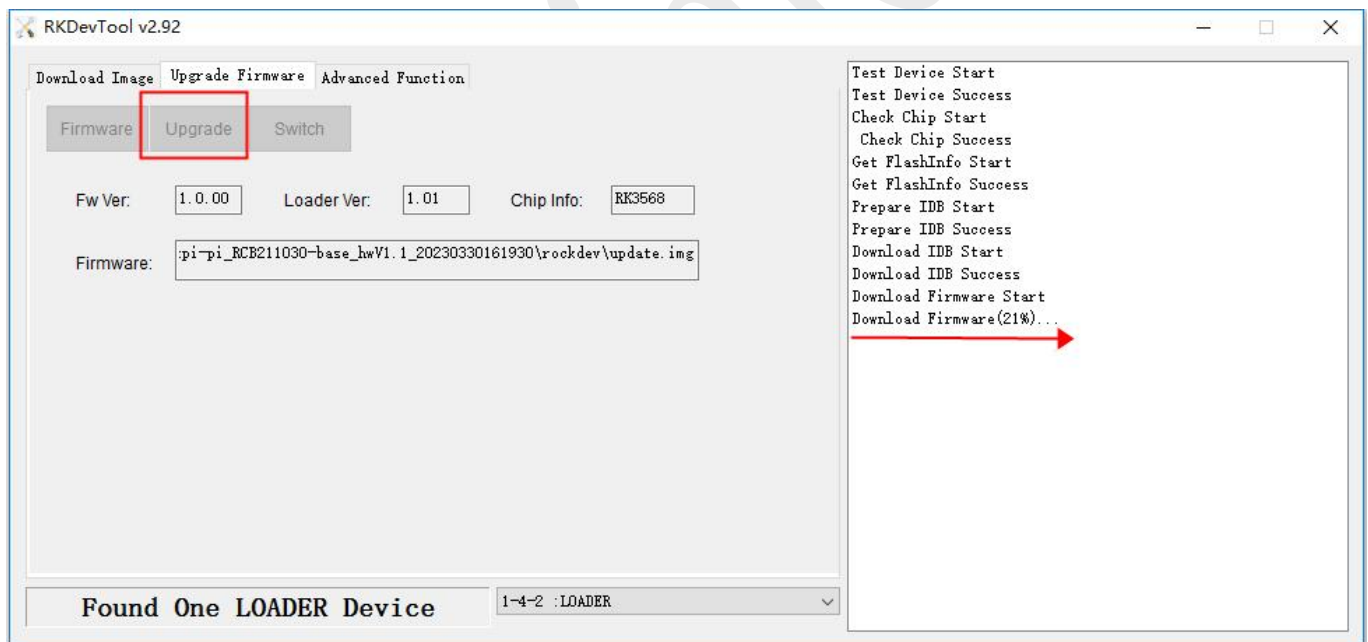 RKDevTool v2.92
Download Image Upgrade Firmware Advanced Function
Firmware Upgrade Switch
Fw Ver: 1.0.00 Loader Ver: 1.01 Chip Info: RK3568
Firmware: :pi-pi_RCB211030-base_hwV1.1_20230330161930\rockdev\update.img
Found One LOADER Device
1-4-2 :LOADER
Test Device Start
Test Device Success
Check Chip Start
Check Chip Success
Get FlashInfo Start
Get FlashInfo Success
Prepare IDB Start
Prepare IDB Success
Download IDB Start
Download IDB Success
Download Firmware Start
Download Firmware(21%)...